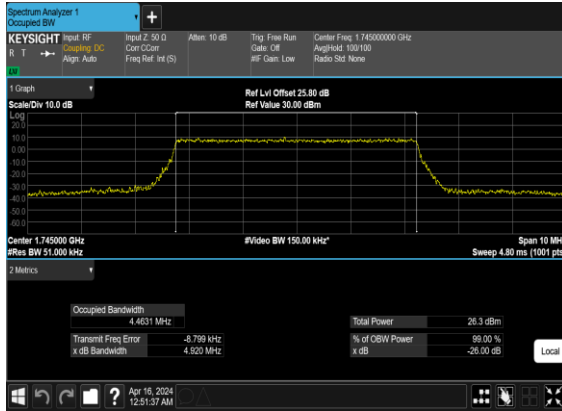 Spectrum Analyzer 1
Occupied BW
KEYSIGHT
R T
LV
Input: RF
Coupling: DC
Align: Auto
Input Z: 50 Ω
Corr CCorr
Freq Ref: Int (S)
Atten: 10 dB
Trig: Free Run
Gate: Off
#IF Gain: Low
Center Freq: 1.745000000 GHz
Avg|Hold: 100/100
Radio Std: None
1 Graph
Scale/Div 10.0 dB
Ref Lvl Offset 25.80 dB
Ref Value 30.00 dBm
Log
20.0
10.0
0.00
-10.0
-20.0
-30.0
-40.0
-50.0
-60.0
Center 1.745000 GHz
#Res BW 51.000 kHz
#Video BW 150.00 kHz*
Span 10 MH
Sweep 4.80 ms (1001 pts
2 Metrics
Occupied Bandwidth
4.4631 MHz
Transmit Freq Error -8.799 kHz
x dB Bandwidth 4.920 MHz
Total Power 26.3 dBm
% of OBW Power 99.00 %
x dB -26.00 dB
Local
?
Apr 16, 2024
12:51:37 AM